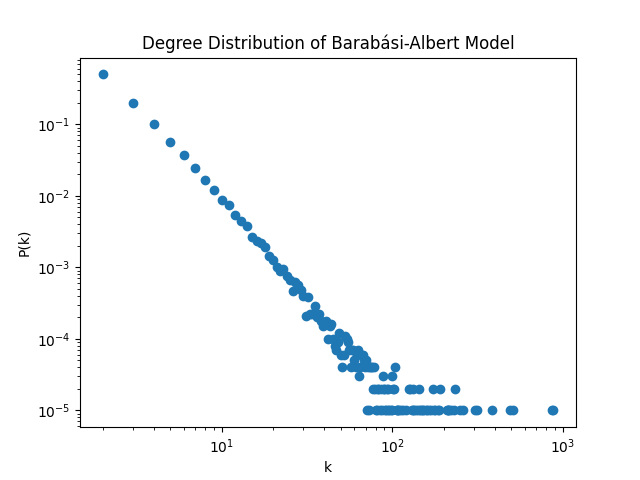 Degree Distribution of Barabási-Albert Model
P(k)
10⁻¹
10⁻²
10⁻³
10⁻⁴
10⁻⁵
10¹ 10² 10³
k